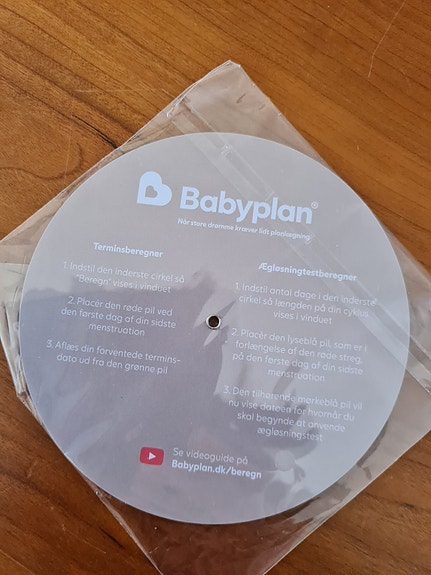 Babyplan®
Når store drømme kræver lidt planlægning
Terminsberegner
1. Indstil den inderste cirkel så
"Beregn" vises i vinduet
2. Placér den røde pil ved
den første dag af din sidste
menstruation
3. Aflæs din forventede termins-
dato ud fra den grønne pil
Ægløsningtestberegner
1. Indstil antal dage i den inderste
cirkel så længden på din cyklus
vises i vinduet
2. Placér den lyseblå pil, som er i
forlængelse af den røde streg,
på den første dag af din sidste
menstruation
3. Den tilhørende mørkeblå pil vil
nu vise datoen for hvornår du
skal begynde at anvende
ægløsningstest
Se videoguide på
Babyplan.dk/beregn